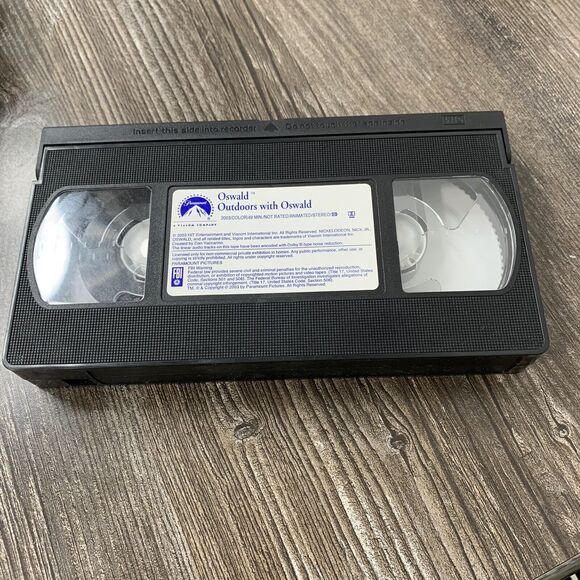 Insert this side into recorder
Do not touch the tape inside
VHS
Paramount
A VIACOM COMPANY
Oswald™
Outdoors with Oswald
2003/COLOR/49 MIN./NOT RATED/ANIMATED/STEREO/
© 2003 HIT Entertainment and Viacom International Inc. All Rights Reserved. NICKELODEON, NICK JR.,
OSWALD, and all related titles, logos and characters are trademarks of Viacom International Inc.
Created by Dan Yaccarino.
The linear audio tracks on this tape have been encoded with Dolby B type noise reduction.
Licensed only for non-commercial private exhibition in homes. Any public performance, other use, or
copying is strictly prohibited. All rights under copyright reserved.
PARAMOUNT PICTURES
FBI Warning
Federal law provides severe civil and criminal penalties for the unauthorized reproduction,
distribution, or exhibition of copyrighted motion pictures and video tapes. (Title 17, United States
Code, Sections 501 and 506). The Federal Bureau of Investigation investigates allegations of
criminal copyright infringement. (Title 17, United States Code, Section 506).
TM, ® & Copyright © 2003 by Paramount Pictures. All Rights Reserved.
FBI